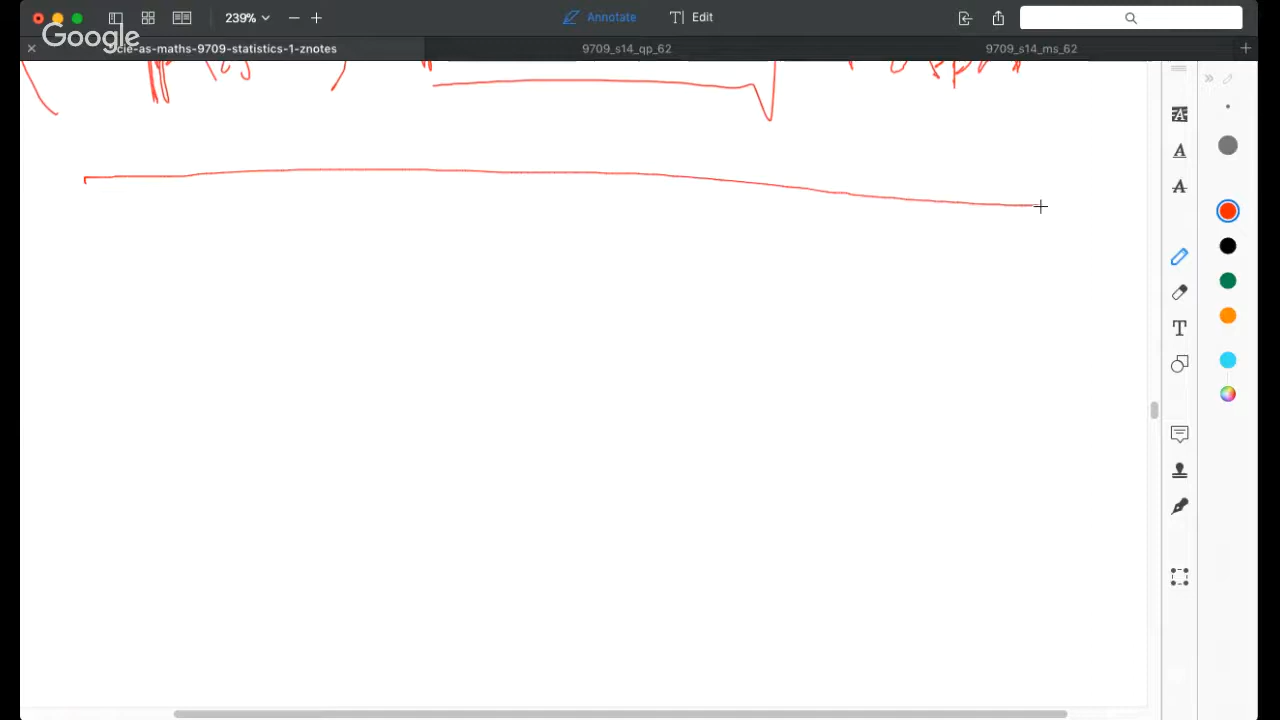 239%
Annotate
T Edit
Google
cie-as-maths-9709-statistics-1-znotes
9709_s14_qp_62
9709_s14_ms_62
A
A
A
T